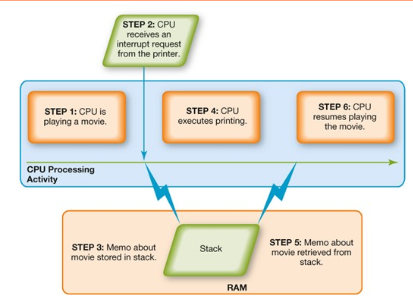 STEP 2: CPU
receives an
interrupt request
from the printer.
STEP 1: CPU is
playing a movie.
STEP 4: CPU
executes printing.
STEP 6: CPU
resumes playing
the movie.
CPU Processing
Activity
STEP 3: Memo about
movie stored in stack.
Stack
STEP 5: Memo about
movie retrieved from
stack.
RAM